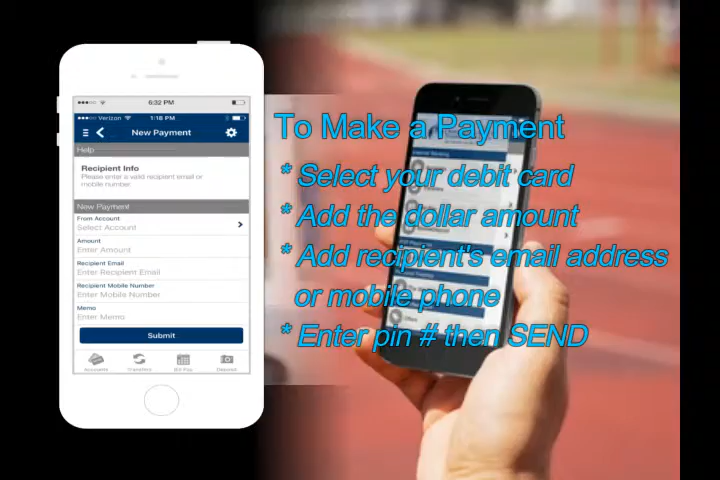 6:32 PM
Verizon 1:18 PM
New Payment
Help
Recipient Info
Please enter a valid recipient email or
mobile number
New Payment
From Account
Select Account
Amount
Enter Amount
Recipient Email
Enter Recipient Email
Recipient Mobile Number
Enter Mobile Number
Memo
Enter Memo
Submit
Accounts Transfers Bill Pay Deposit
To Make a Payment
* Select your debit card
* Add the dollar amount
* Add recipient's email address
or mobile phone
* Enter pin # then SEND